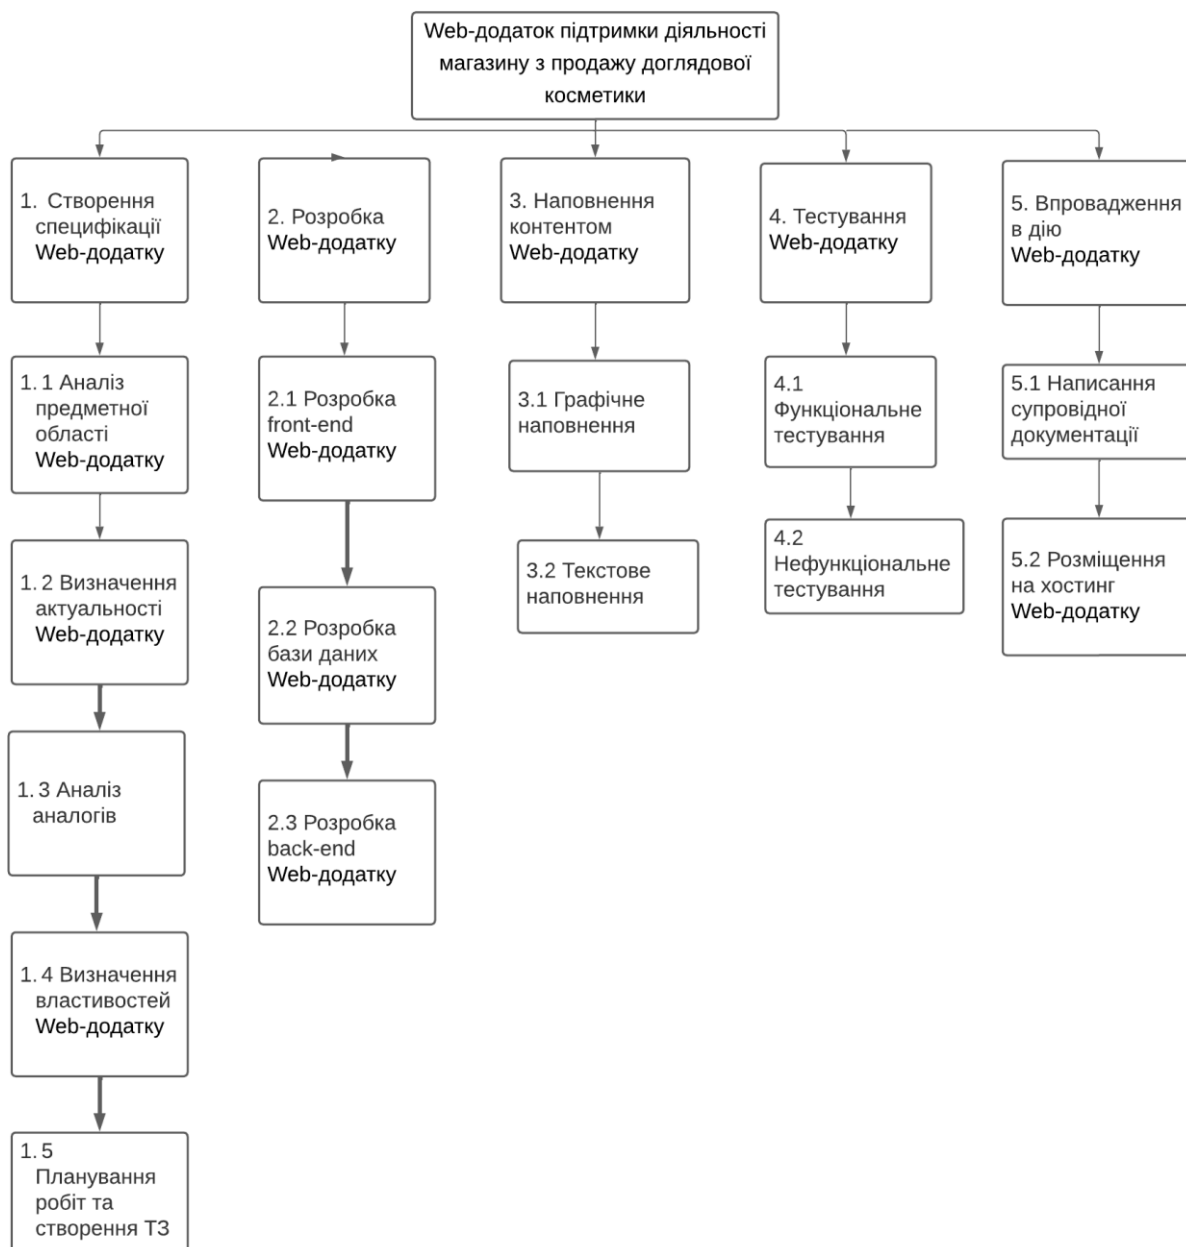 Web-додаток підтримки діяльності
магазину з продажу доглядової
косметики
1. Створення
специфікації
Web-додатку
2. Розробка
Web-додатку
3. Наповнення
контентом
Web-додатку
4. Тестування
Web-додатку
5. Впровадження
в дію
Web-додатку
1.1 Аналіз
предметної
області
Web-додатку
2.1 Розробка
front-end
Web-додатку
3.1 Графічне
наповнення
4.1
Функціональне
тестування
5.1 Написання
супровідної
документації
1.2 Визначення
актуальності
Web-додатку
2.2 Розробка
бази даних
Web-додатку
3.2 Текстове
наповнення
4.2
Нефункціональне
тестування
5.2 Розміщення
на хостинг
Web-додатку
1.3 Аналіз
аналогів
2.3 Розробка
back-end
Web-додатку
1.4 Визначення
властивостей
Web-додатку
1.5
Планування
робіт та
створення ТЗ